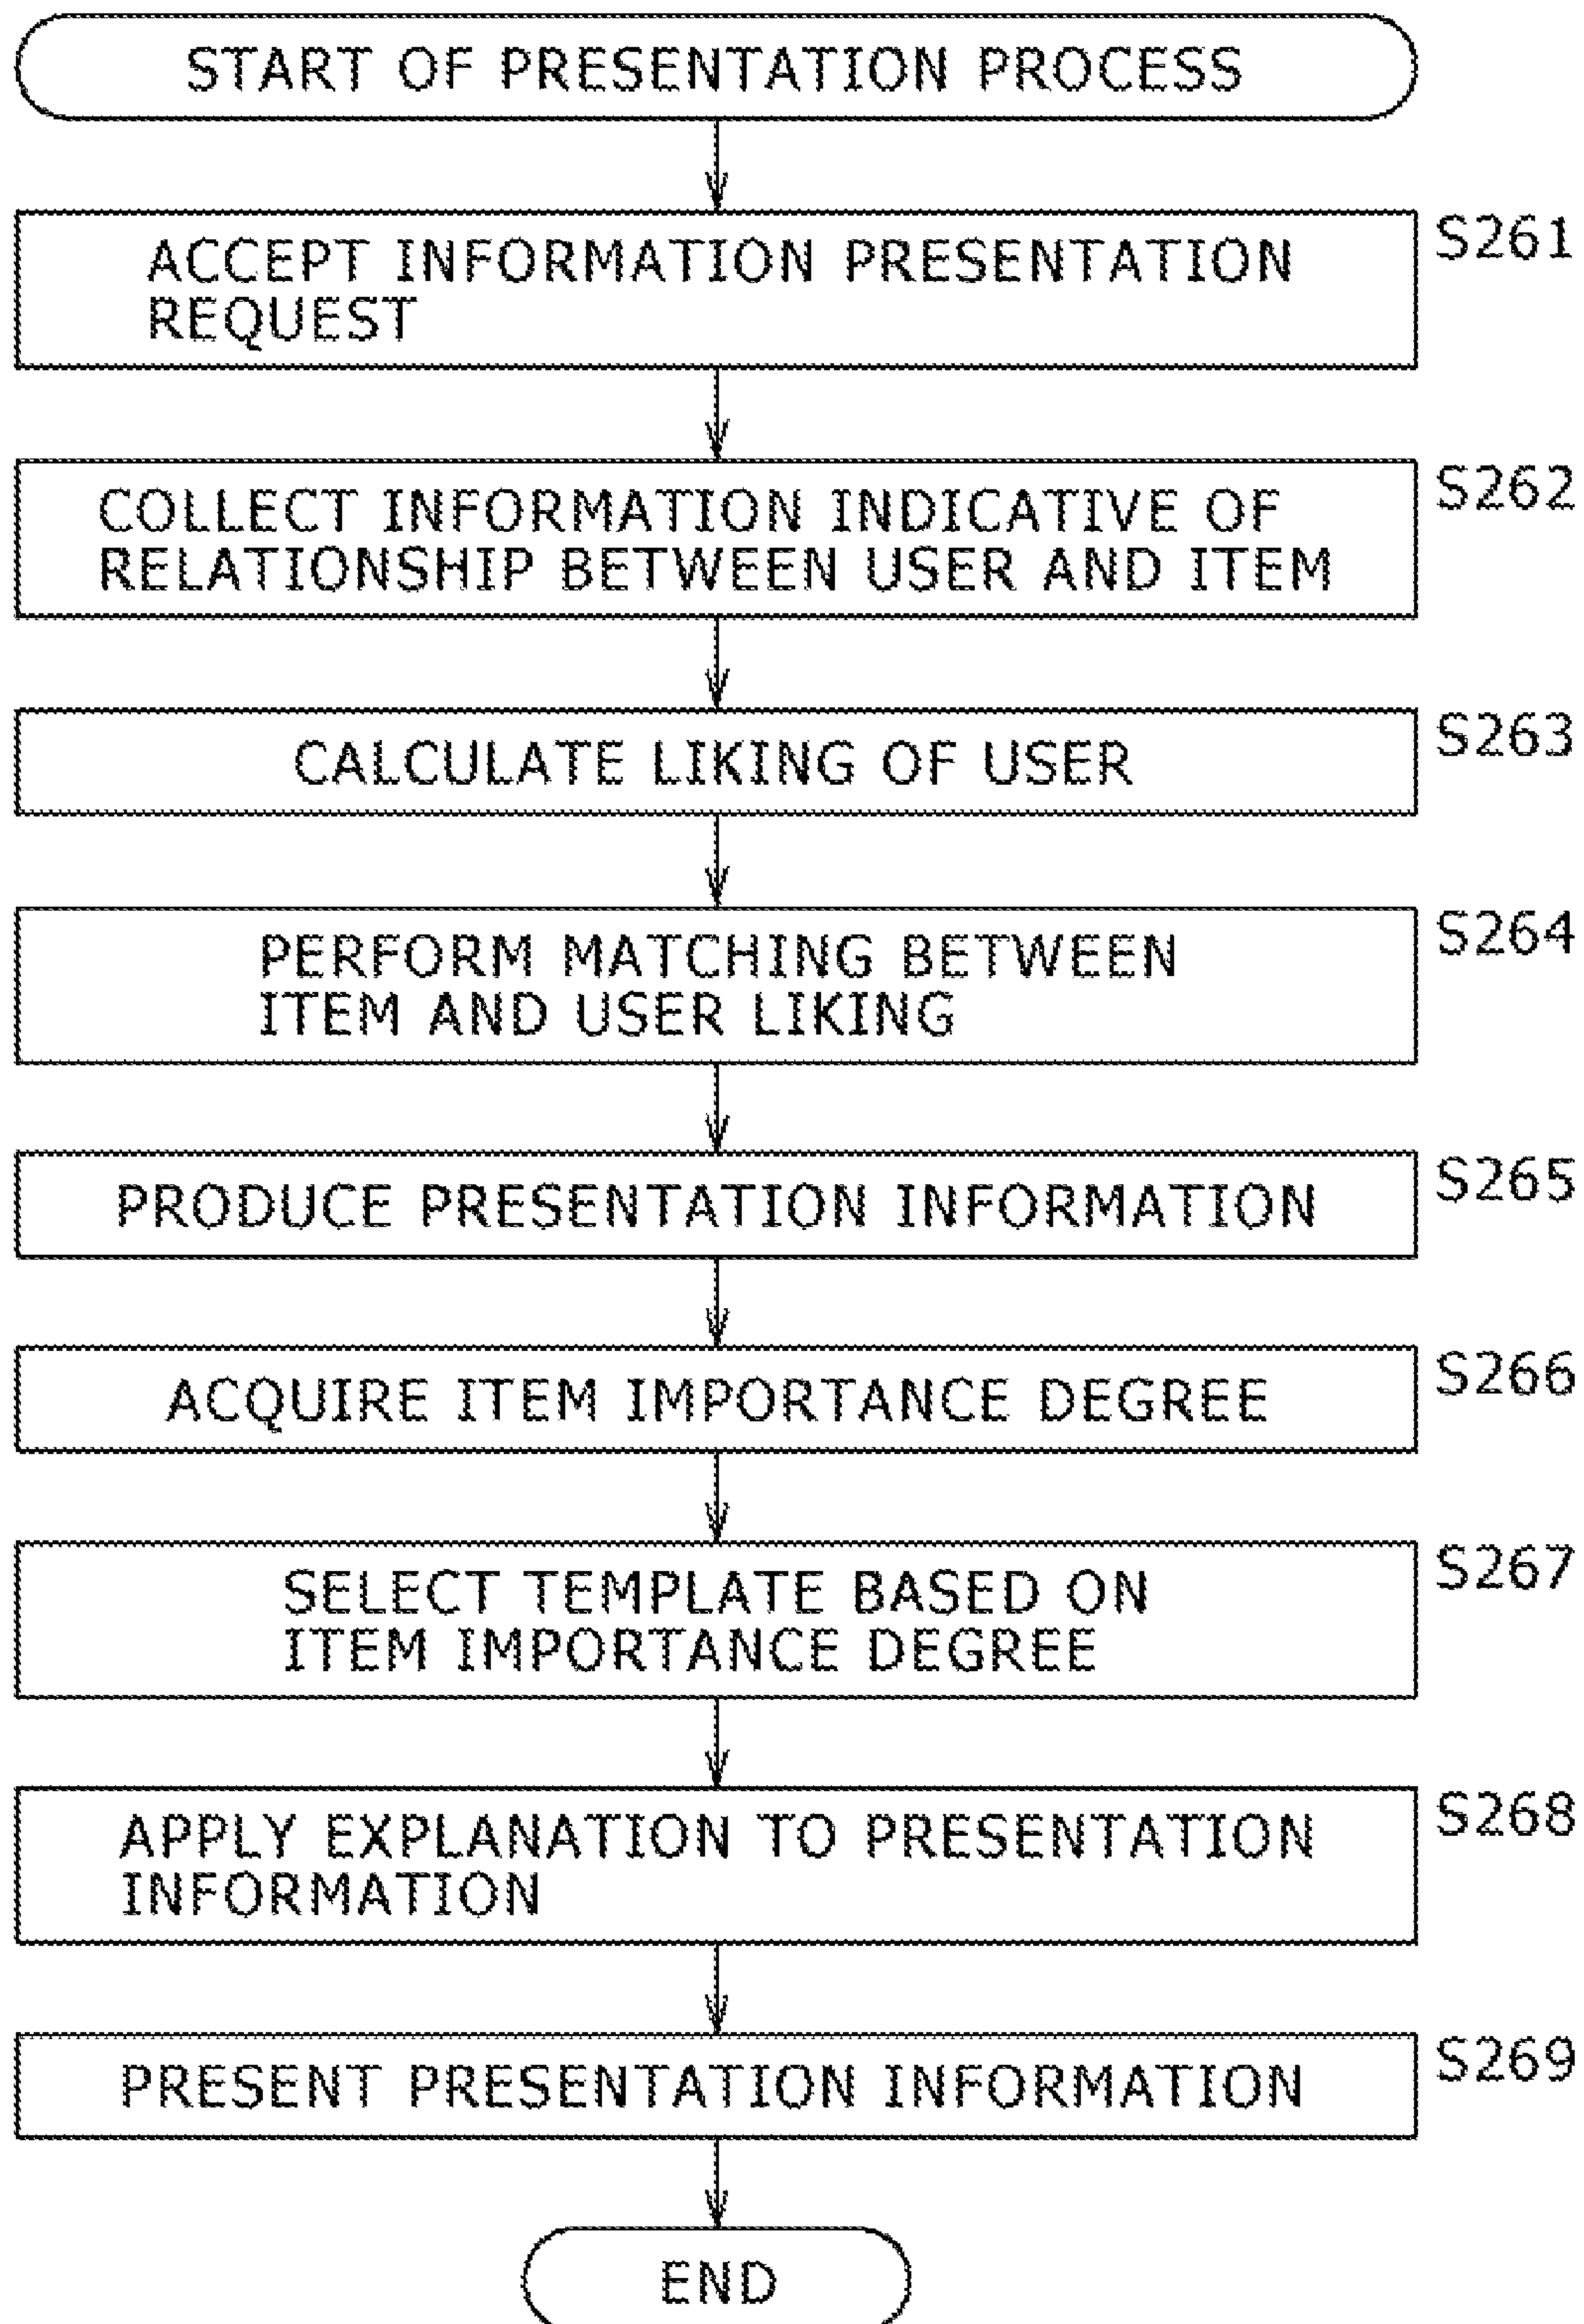 START OF PRESENTATION PROCESS
S261
ACCEPT INFORMATION PRESENTATION
REQUEST
S262
COLLECT INFORMATION INDICATIVE OF
RELATIONSHIP BETWEEN USER AND ITEM
S263
CALCULATE LIKING OF USER
S264
PERFORM MATCHING BETWEEN
ITEM AND USER LIKING
S265
PRODUCE PRESENTATION INFORMATION
S266
ACQUIRE ITEM IMPORTANCE DEGREE
S267
SELECT TEMPLATE BASED ON
ITEM IMPORTANCE DEGREE
S268
APPLY EXPLANATION TO PRESENTATION
INFORMATION
S269
PRESENT PRESENTATION INFORMATION
END